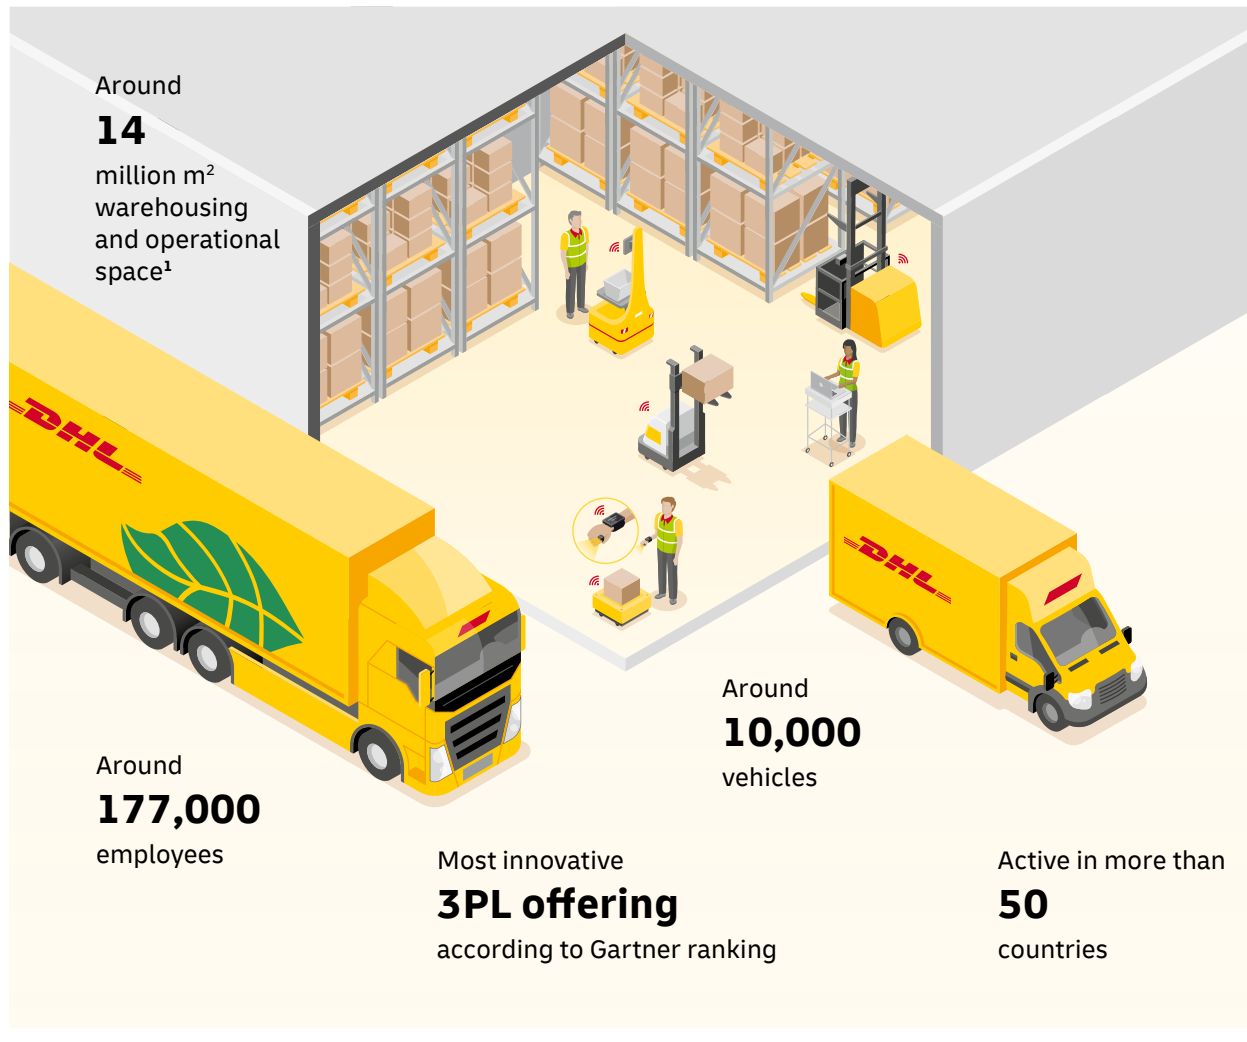 Around
14
million m²
warehousing
and operational
space¹
DHL
DHL
Around
10,000
vehicles
Around
177,000
employees
Most innovative
3PL offering
according to Gartner ranking
Active in more than
50
countries